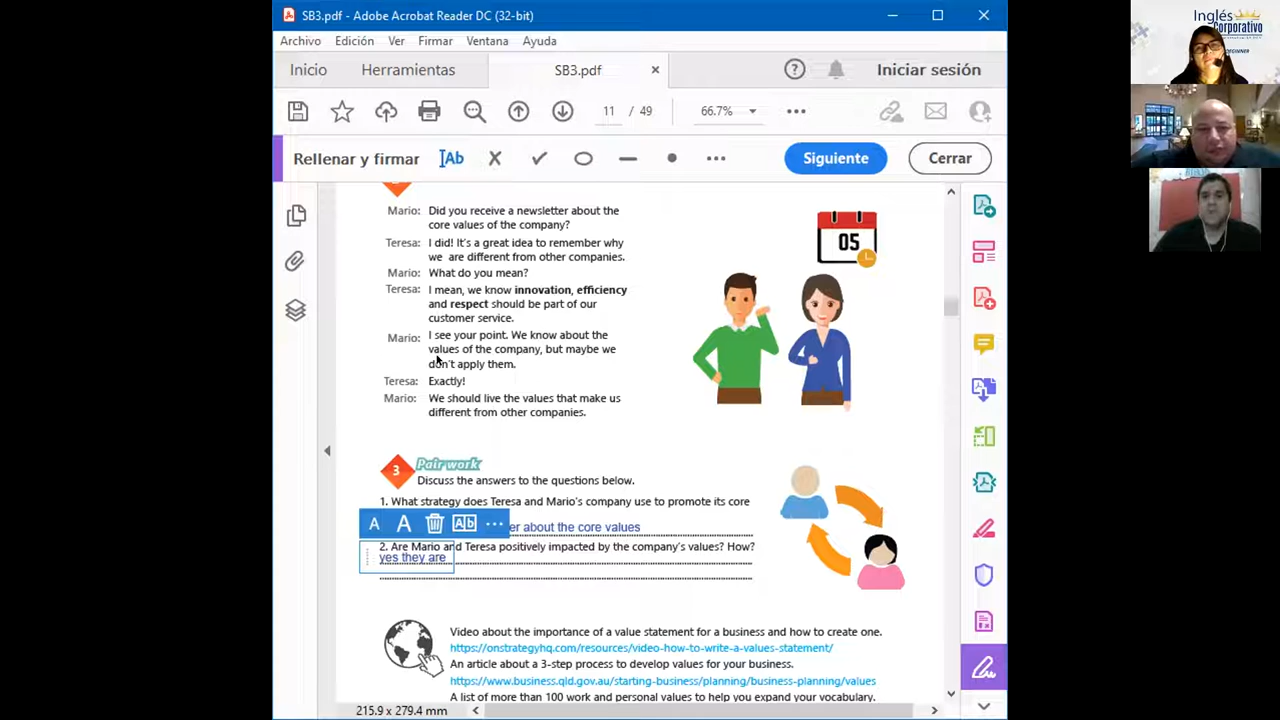 SB3.pdf - Adobe Acrobat Reader DC (32-bit)
Archivo Edición Ver Firmar Ventana Ayuda
Inicio Herramientas SB3.pdf Iniciar sesión
11 / 49 66.7%
Rellenar y firmar Ab Siguiente Cerrar
Mario: Did you receive a newsletter about the
core values of the company?
Teresa: I did! It's a great idea to remember why
we are different from other companies.
Mario: What do you mean?
Teresa: I mean, we know innovation, efficiency
and respect should be part of our
customer service.
Mario: I see your point. We know about the
values of the company, but maybe we
don't apply them.
Teresa: Exactly!
Mario: We should live the values that make us
different from other companies.
05
3 Pair work
Discuss the answers to the questions below.
1. What strategy does Teresa and Mario's company use to promote its core
A A Ab er about the core values
2. Are Mario and Teresa positively impacted by the company's values? How?
yes they are
Video about the importance of a value statement for a business and how to create one.
https://onstrategyhq.com/resources/video-how-to-write-a-values-statement/
An article about a 3-step process to develop values for your business.
https://www.business.qld.gov.au/starting-business/planning/business-planning/values
A list of more than 100 work and personal values to help you expand your vocabulary.
215.9 x 279.4 mm
Inglés
Corporativo